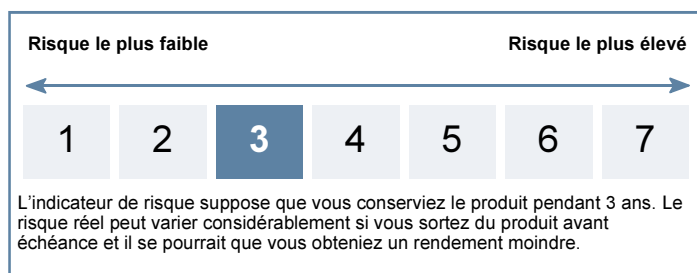 Risque le plus faible Risque le plus élevé
1 2 3 4 5 6 7
L'indicateur de risque suppose que vous conserviez le produit pendant 3 ans. Le
risque réel peut varier considérablement si vous sortez du produit avant
échéance et il se pourrait que vous obteniez un rendement moindre.